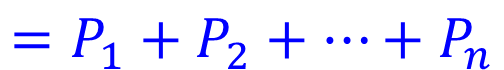 = P₁ + P₂ + ⋯ + Pₙ